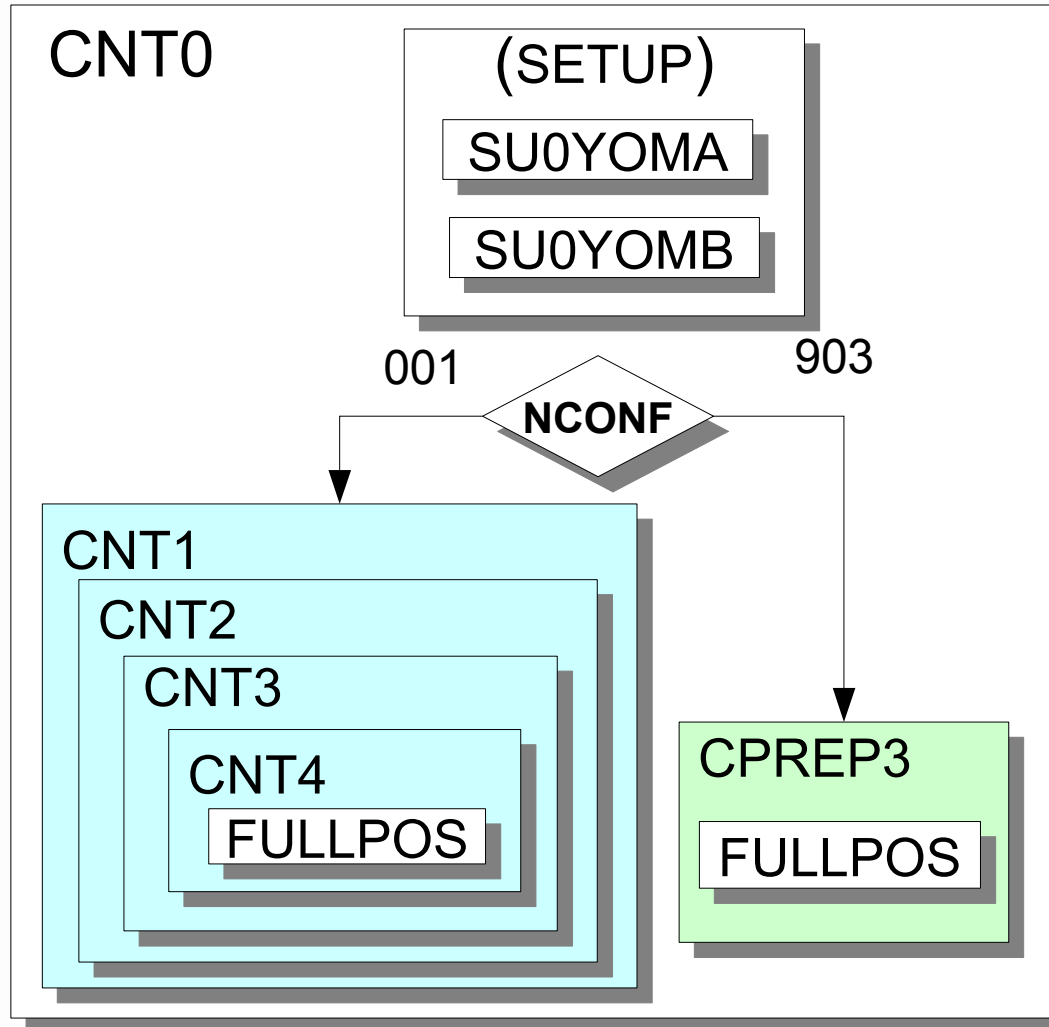 CNT0
(SETUP)
SU0YOMA
SU0YOMB
001
903
NCONF
CNT1
CNT2
CNT3
CNT4
FULLPOS
CPREP3
FULLPOS